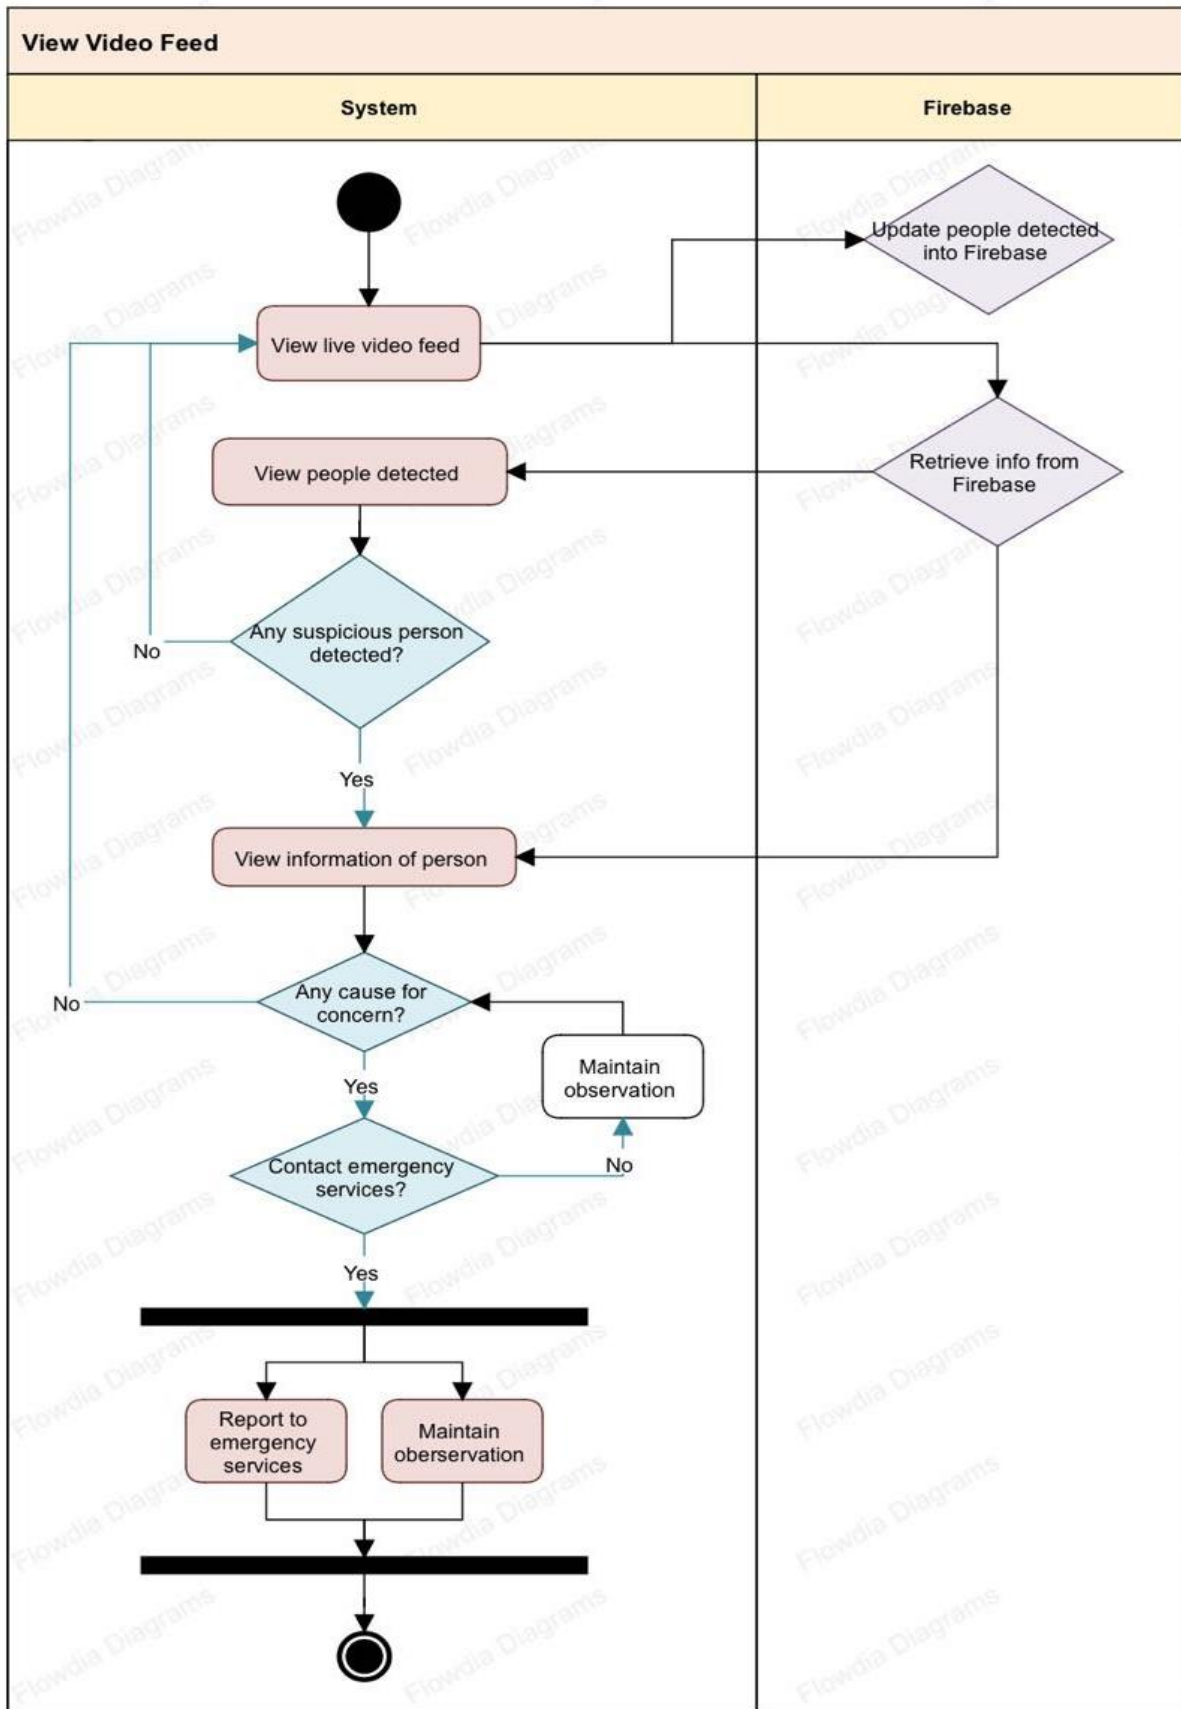 View Video Feed
System
Firebase
Update people detected
into Firebase
View live video feed
Retrieve info from
Firebase
View people detected
Any suspicious person
detected?
No
Yes
View information of person
Any cause for
concern?
No
Maintain
observation
Yes
Contact emergency
services?
No
Yes
Report to
emergency
services
Maintain
oberservation
Flowdia Diagrams